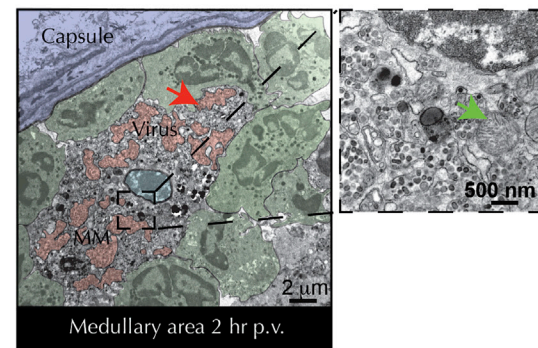 Capsule
Virus
MM
2 μm
Medullary area 2 hr p.v.
500 nm